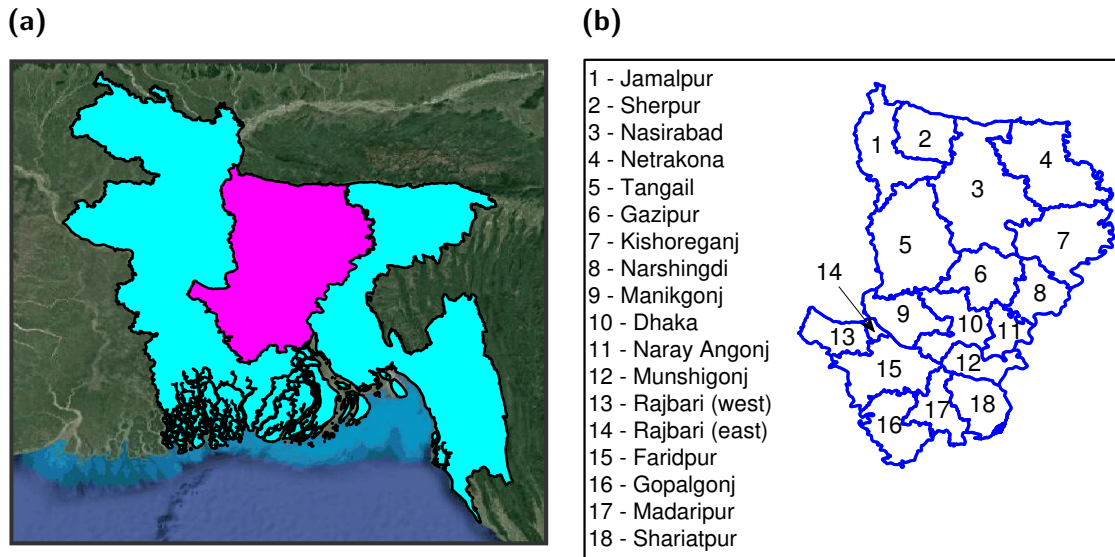 (a)
(b)
1 - Jamalpur
2 - Sherpur
3 - Nasirabad
4 - Netrakona
5 - Tangail
6 - Gazipur
7 - Kishoreganj
8 - Narshingdi
9 - Manikgonj
10 - Dhaka
11 - Naray Angonj
12 - Munshigonj
13 - Rajbari (west)
14 - Rajbari (east)
15 - Faridpur
16 - Gopalgonj
17 - Madaripur
18 - Shariatpur
1
2
3
4
5
6
7
8
14
9
10
11
13
12
15
16
17
18